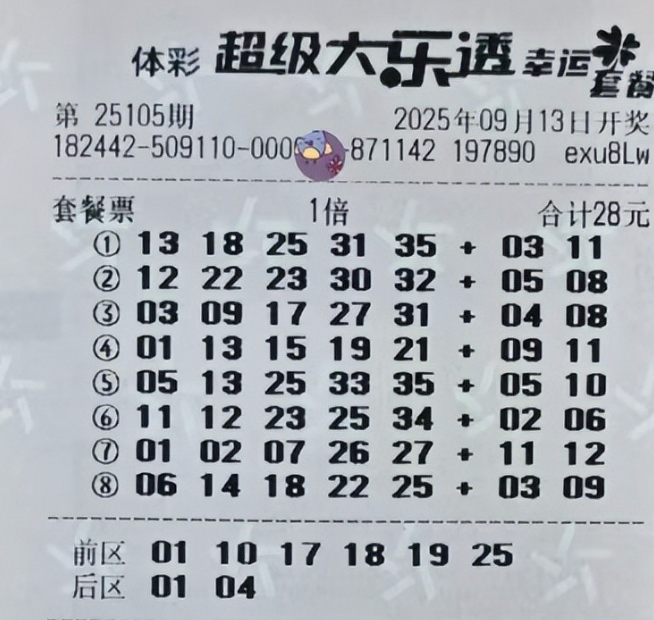 体彩 超级大乐透 幸运套餐
第 25105期 2025年09月13日开奖
182442-509110-000 -871142 197890 exu8Lw
套餐票 1倍 合计28元
① 13 18 25 31 35 + 03 11
② 12 22 23 30 32 + 05 08
③ 03 09 17 27 31 + 04 08
④ 01 13 15 19 21 + 09 11
⑤ 05 13 25 33 35 + 05 10
⑥ 11 12 23 25 34 + 02 06
⑦ 01 02 07 26 27 + 11 12
⑧ 06 14 18 22 25 + 03 09
前区 01 10 17 18 19 25
后区 01 04